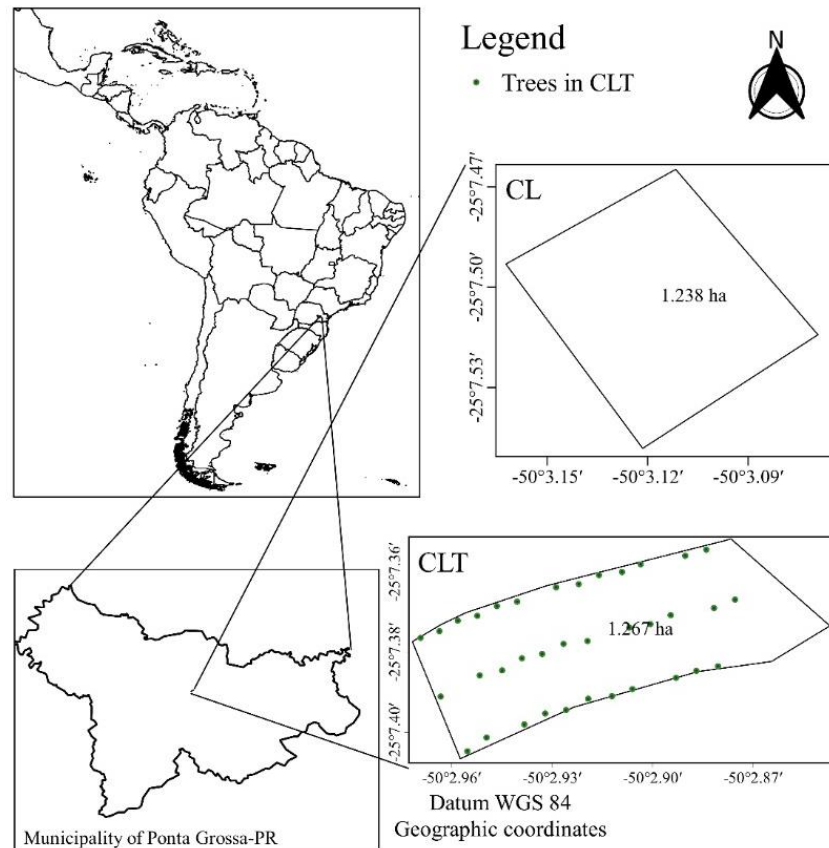 Legend
N
Trees in CLT
CL
-25°7.47′
-25°7.50′
-25°7.53′
1.238 ha
-50°3.15′
-50°3.12′
-50°3.09′
CLT
-25°7.36′
-25°7.38′
-25°7.40′
1.267 ha
-50°2.96′
-50°2.93′
-50°2.90′
-50°2.87′
Datum WGS 84
Geographic coordinates
Municipality of Ponta Grossa-PR